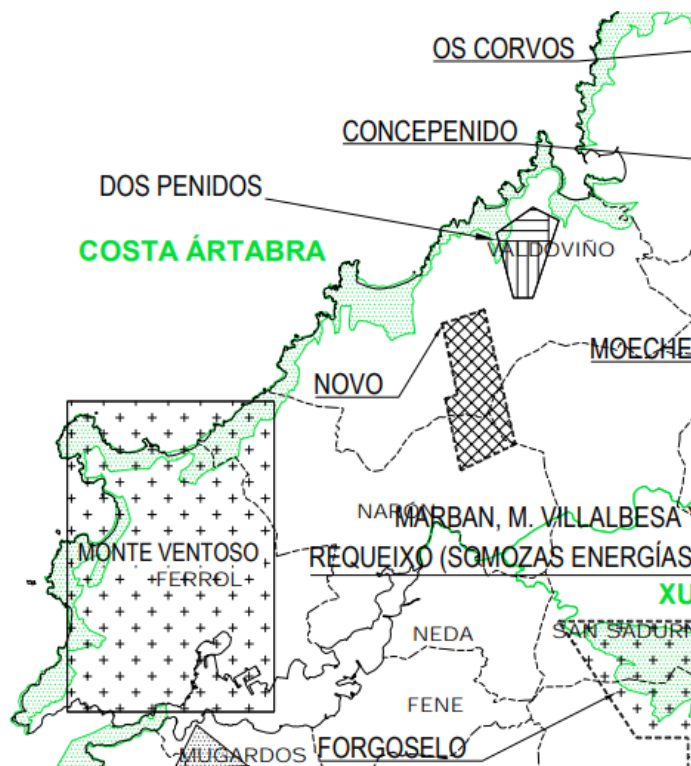 OS CORVOS
CONCEPENIDO
DOS PENIDOS
COSTA ÁRTABRA
VALDOVIÑO
MOECHE
NOVO
NARÓN
MARBAN, M. VILLALBESA
MONTE VENTOSO
REQUEIXO (SOMOZAS ENERGÍAS
FERROL
XU
NEDA
SAN SADURN
FENE
MUGARDOS
FORGOSELO